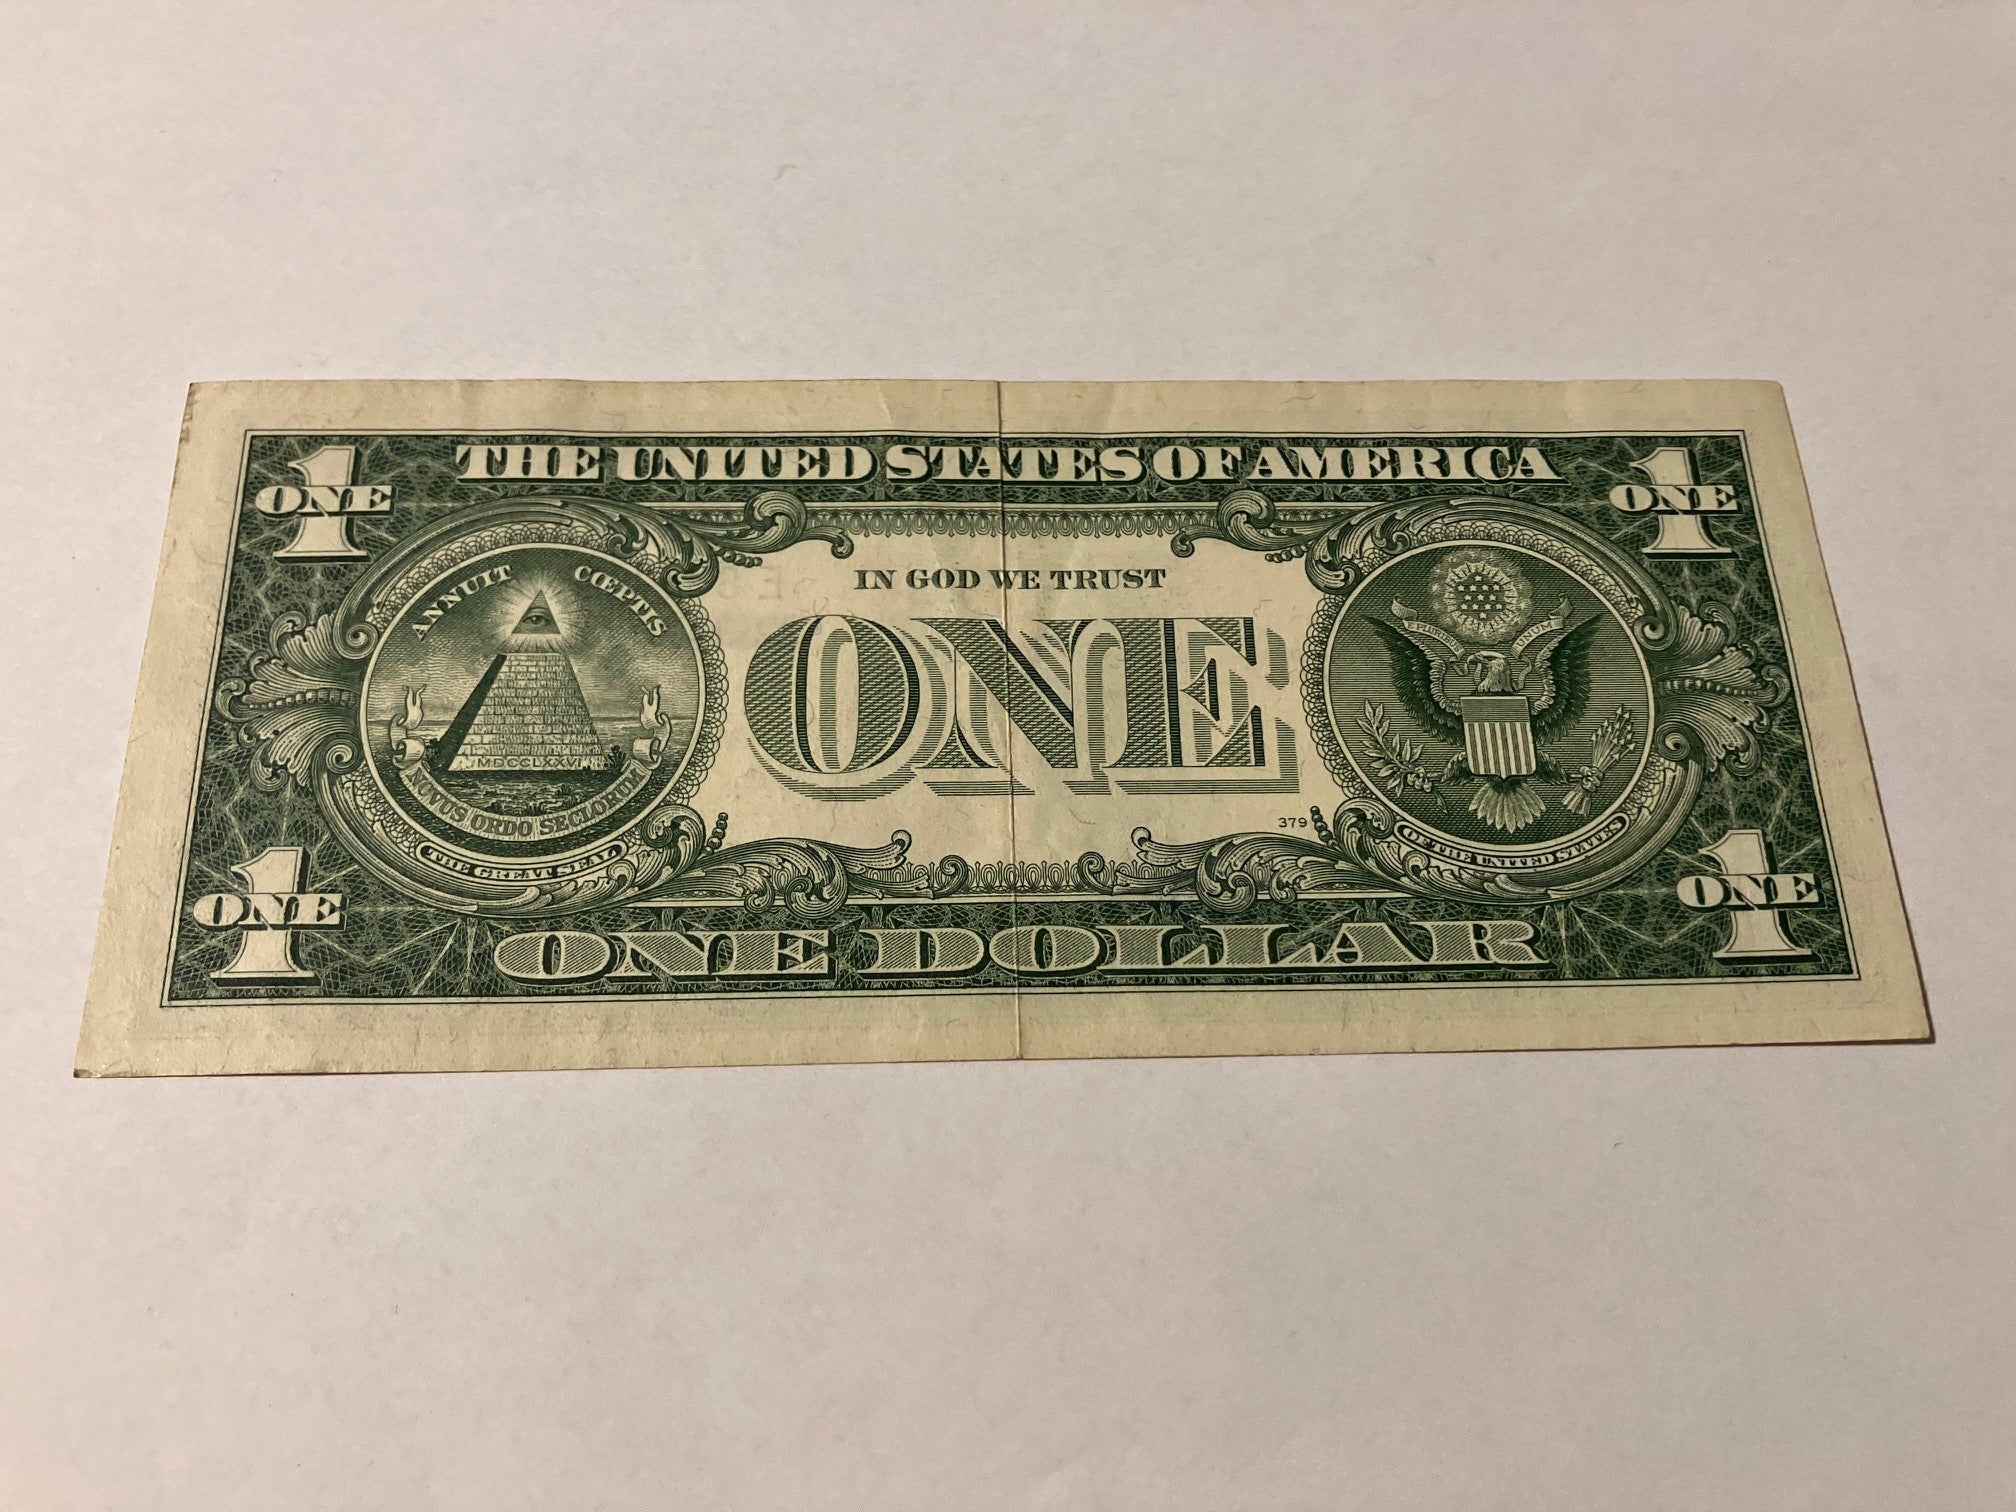 THE UNITED STATES OF AMERICA
1
ONE
1
ONE
ANNUIT CŒPTIS
MDCCLXXVI
NOVUS ORDO SECLORUM
THE GREAT SEAL
IN GOD WE TRUST
ONE
379
E PLURIBUS UNUM
OF THE UNITED STATES
1
ONE
1
ONE
ONE DOLLAR